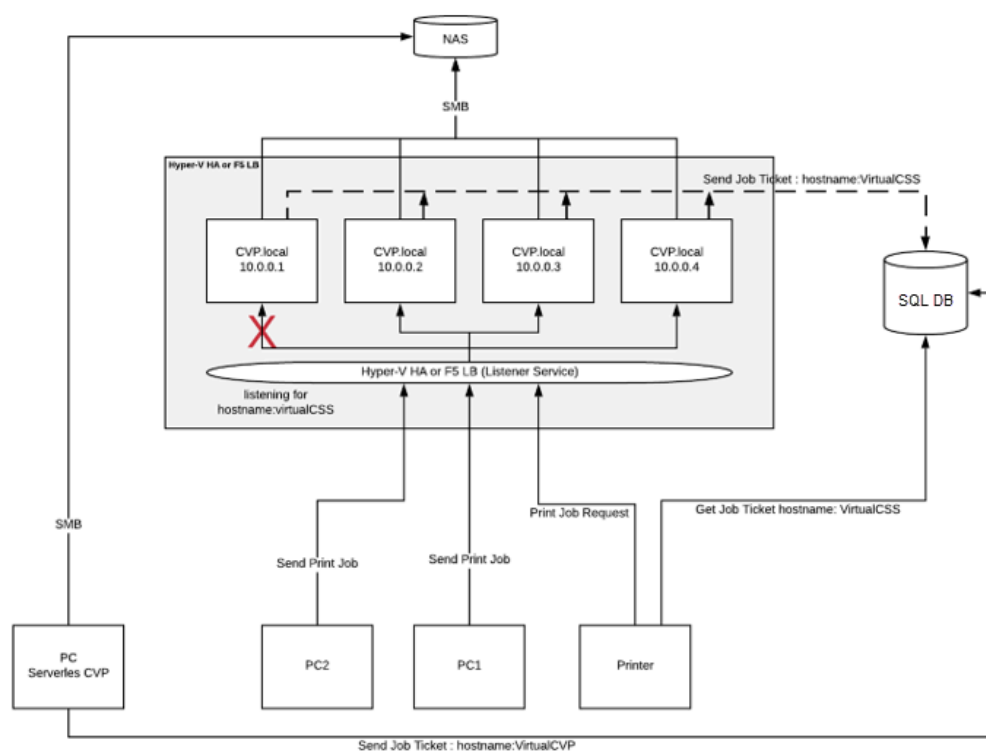 NAS
SMB
Hyper-V HA or F5 LB
Send Job Ticket : hostname:VirtualCSS
CVP.local
10.0.0.1
CVP.local
10.0.0.2
CVP.local
10.0.0.3
CVP.local
10.0.0.4
SQL DB
X
Hyper-V HA or F5 LB (Listener Service)
listening for
hostname:virtualCSS
SMB
Send Print Job
Send Print Job
Print Job Request
Get Job Ticket hostname: VirtualCSS
PC
Serverles CVP
PC2
PC1
Printer
Send Job Ticket : hostname:VirtualCVP